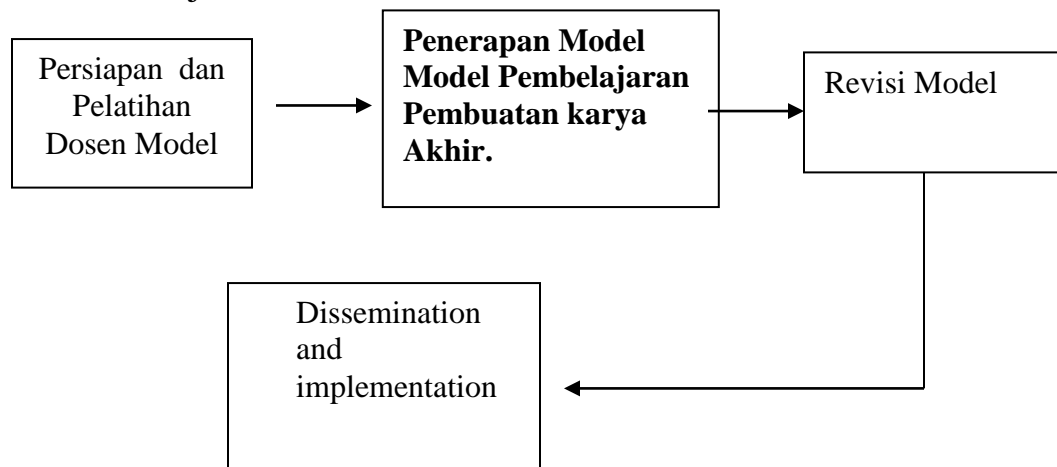 Persiapan dan
Pelatihan
Dosen Model
Penerapan Model
Model Pembelajaran
Pembuatan karya
Akhir.
Revisi Model
Dissemination
and
implementation